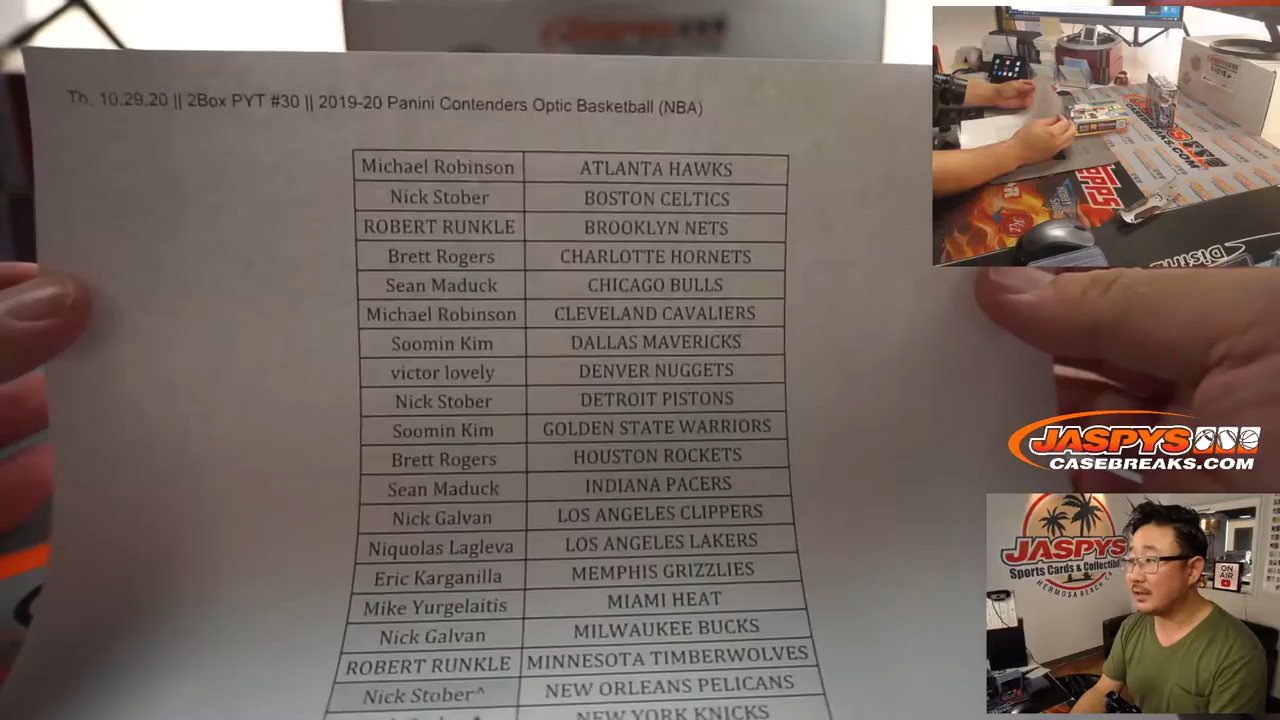 Th, 10.29.20 || 2Box PYT #30 || 2019-20 Panini Contenders Optic Basketball (NBA)
Michael Robinson ATLANTA HAWKS
Nick Stober BOSTON CELTICS
ROBERT RUNKLE BROOKLYN NETS
Brett Rogers CHARLOTTE HORNETS
Sean Maduck CHICAGO BULLS
Michael Robinson CLEVELAND CAVALIERS
Soomin Kim DALLAS MAVERICKS
victor lovely DENVER NUGGETS
Nick Stober DETROIT PISTONS
Soomin Kim GOLDEN STATE WARRIORS
Brett Rogers HOUSTON ROCKETS
Sean Maduck INDIANA PACERS
Nick Galvan LOS ANGELES CLIPPERS
Niquolas Lagleva LOS ANGELES LAKERS
Eric Karganilla MEMPHIS GRIZZLIES
Mike Yurgelaitis MIAMI HEAT
Nick Galvan MILWAUKEE BUCKS
ROBERT RUNKLE MINNESOTA TIMBERWOLVES
Nick Stober^ NEW ORLEANS PELICANS
NEW YORK KNICKS
TOPPS
CASEBREAKS.COM
JASPYS
CASEBREAKS.COM
JASPYS
Sports Cards & Collectibl
HERMOSA BEACH CA
ON
AIR